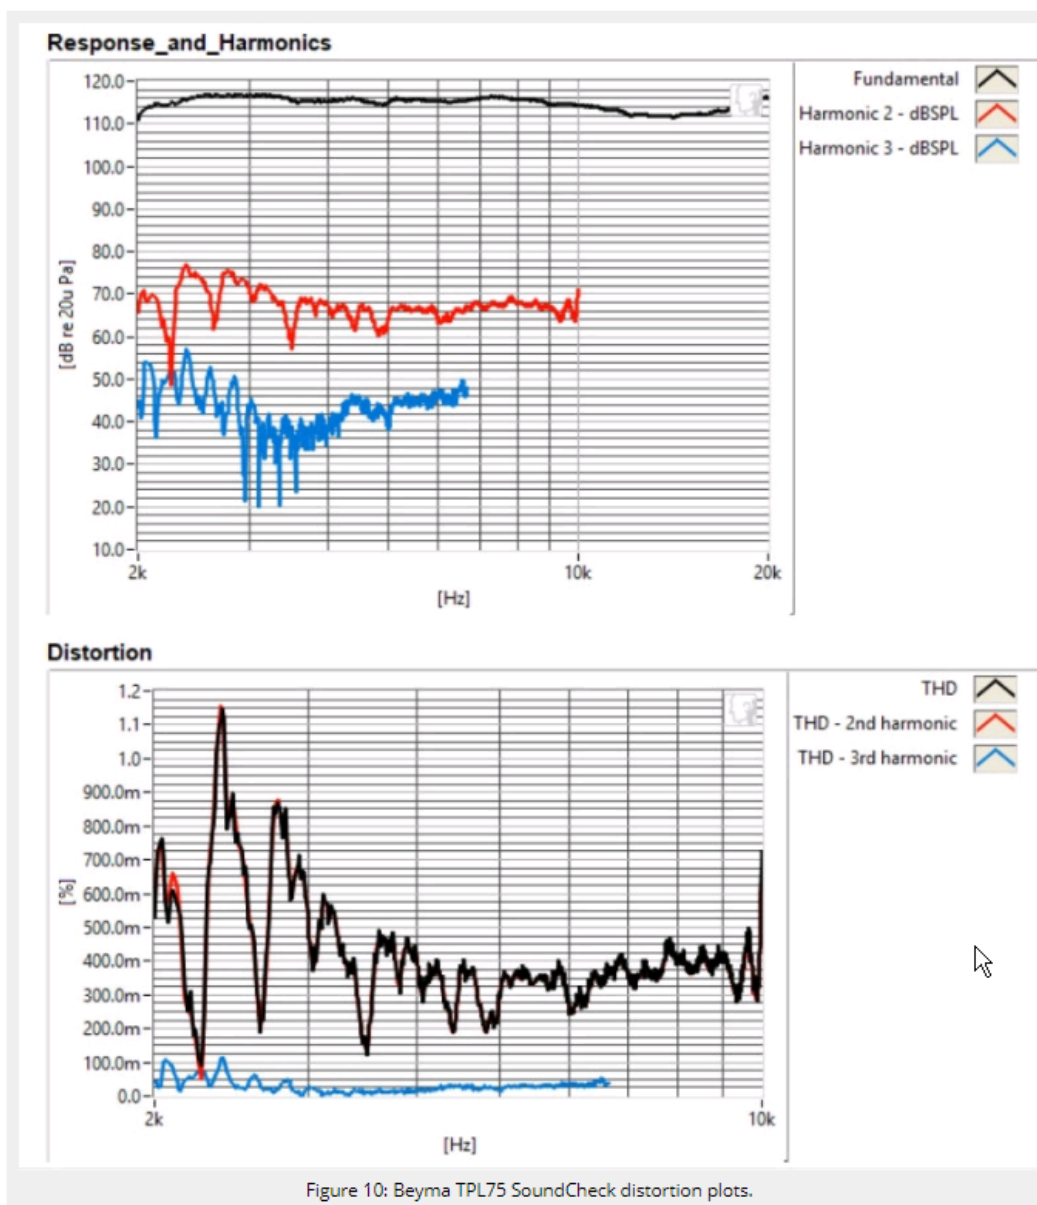 Response_and_Harmonics
120.0
110.0
100.0
90.0
80.0
70.0
60.0
50.0
40.0
30.0
20.0
10.0
[dB re 20u Pa]
2k
10k
20k
[Hz]
Fundamental
Harmonic 2 - dBSPL
Harmonic 3 - dBSPL
Distortion
1.2
1.1
1.0
900.0m
800.0m
700.0m
600.0m
500.0m
400.0m
300.0m
200.0m
100.0m
0.0
[%]
2k
10k
[Hz]
THD
THD - 2nd harmonic
THD - 3rd harmonic
Figure 10: Beyma TPL75 SoundCheck distortion plots.